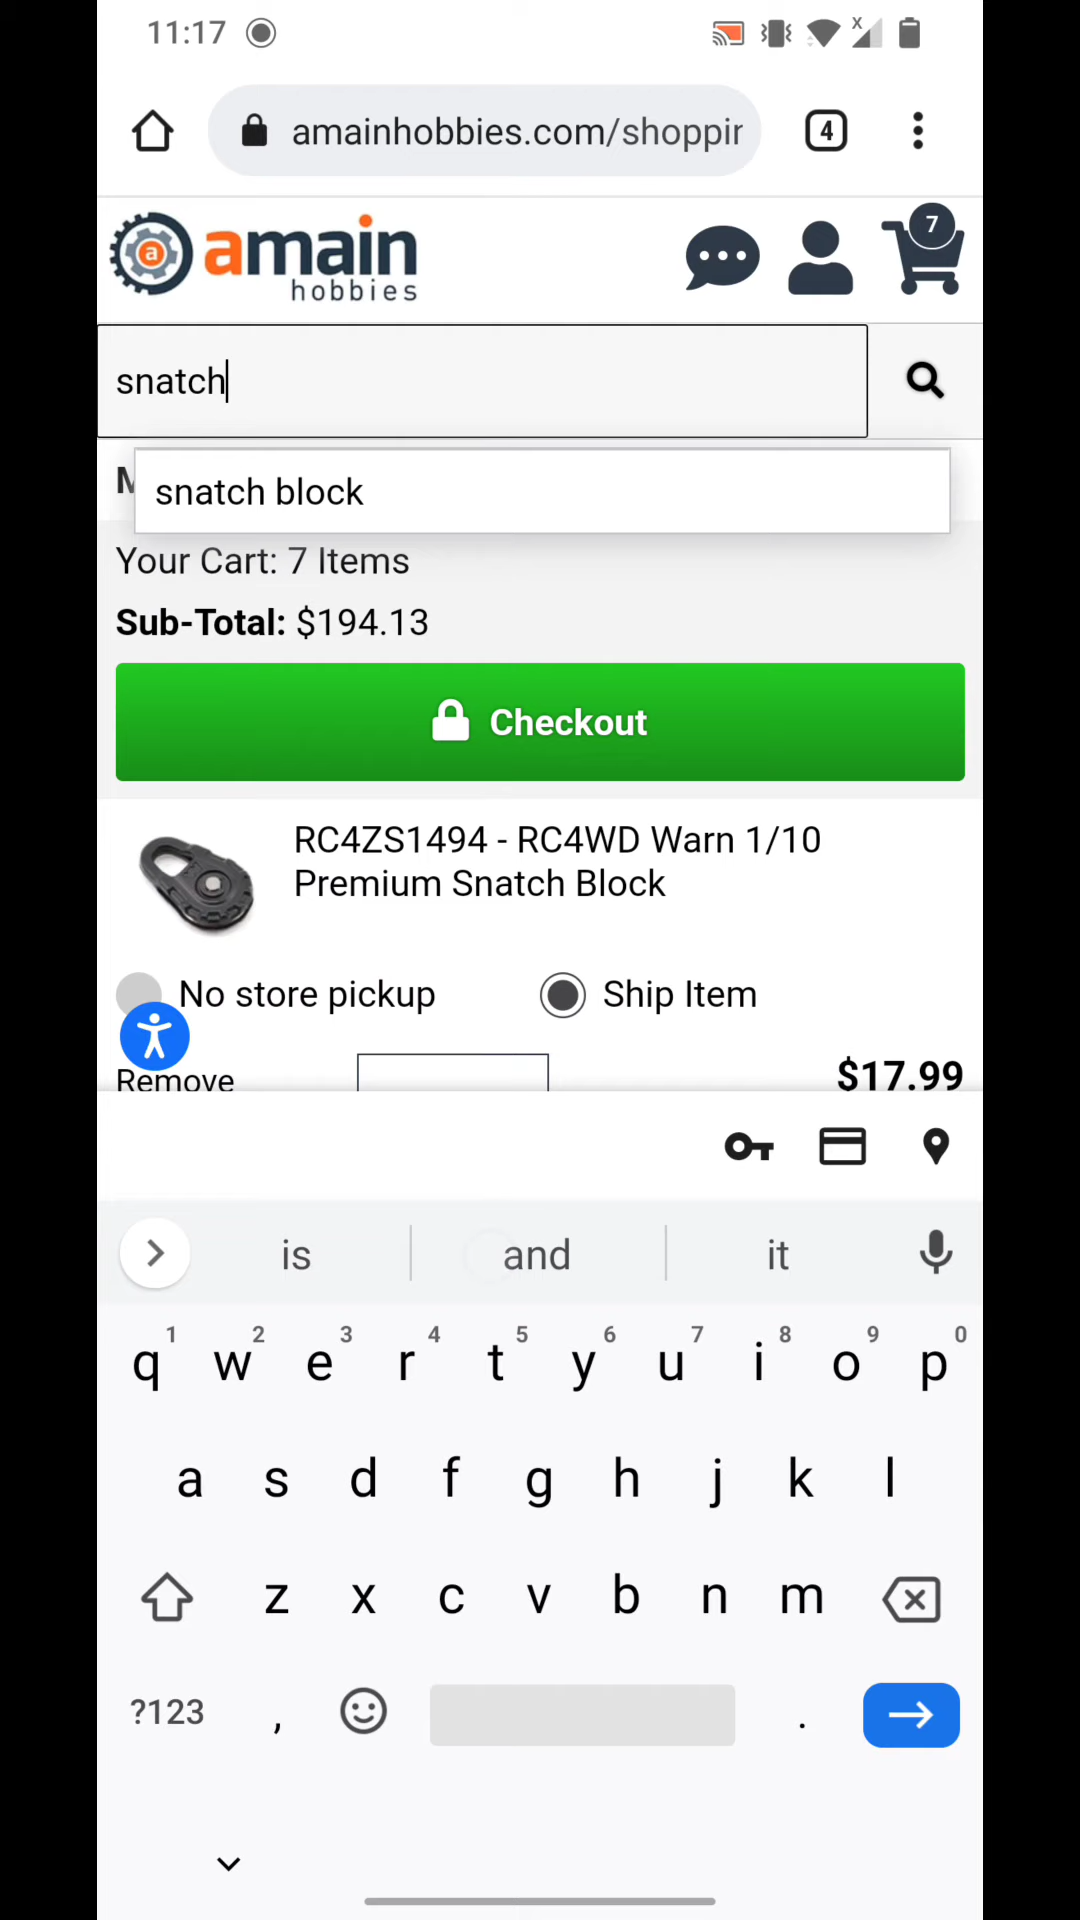 11:17
amainhobbies.com/shoppin
4
amain
hobbies
7
snatch
snatch block
Your Cart: 7 Items
Sub-Total: $194.13
Checkout
RC4ZS1494 - RC4WD Warn 1/10
Premium Snatch Block
No store pickup
Ship Item
Remove
$17.99
is
and
it
1 2 3 4 5 6 7 8 9 0
q w e r t y u i o p
a s d f g h j k l
z x c v b n m
?123 , .